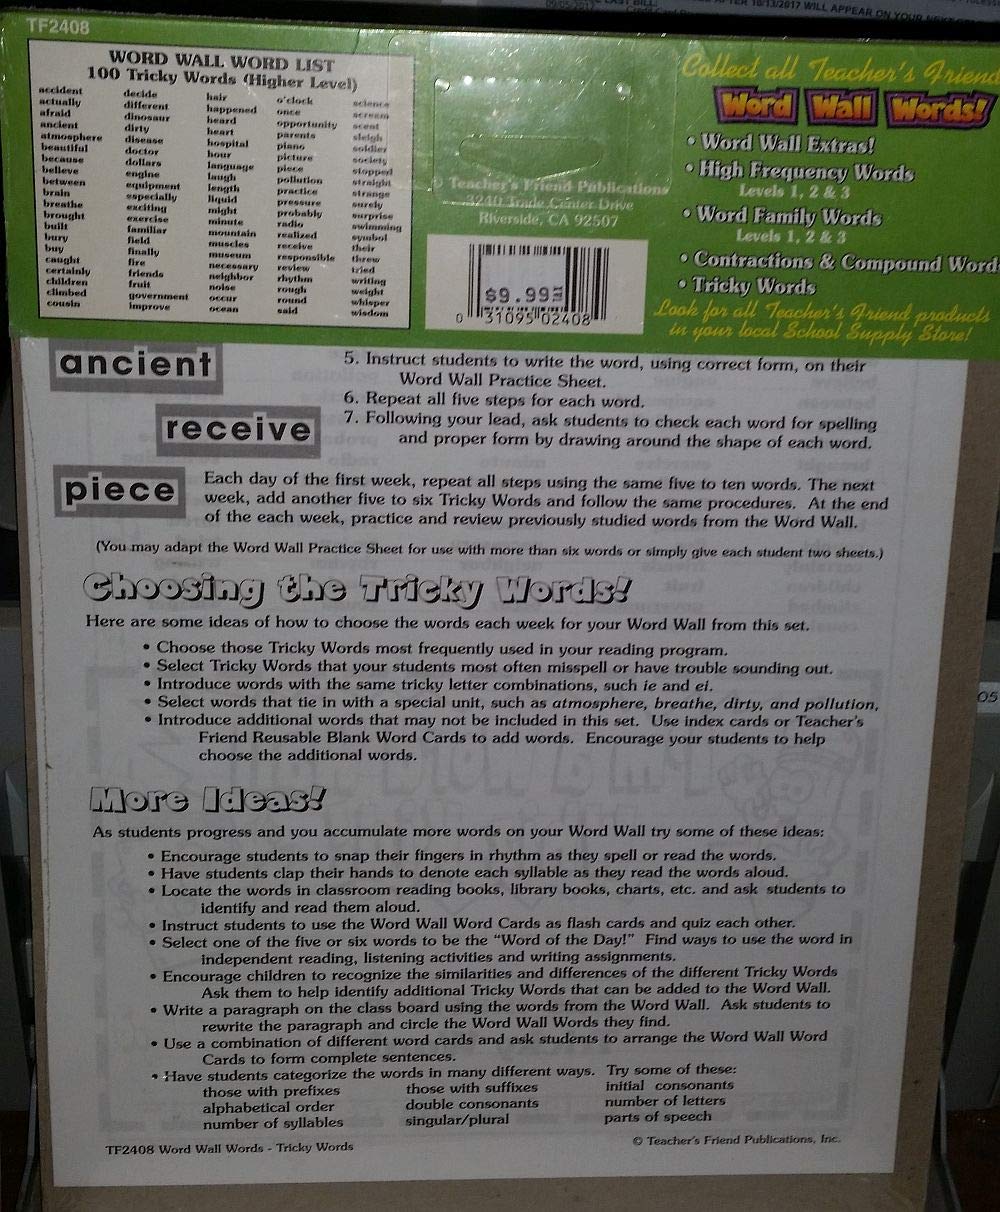 09/05/2017
LAST BILL.
AFTER 10/13/2017 WILL APPEAR ON YOUR
TF2408
WORD WALL WORD LIST
100 Tricky Words (Higher Level)
accident
actually
afraid
ancient
atmosphere
beautiful
because
believe
between
brain
breathe
brought
built
bury
buy
caught
certainly
children
climbed
cousin
decide
different
dinosaur
dirty
disease
doctor
dollars
engine
equipment
especially
exciting
exercise
familiar
field
finally
fire
friends
fruit
government
improve
hair
happened
heard
heart
hospital
hour
language
laugh
length
liquid
might
minute
mountain
muscles
museum
necessary
neighbor
noise
occur
ocean
o'clock
once
opportunity
parents
piano
picture
piece
pollution
practice
pressure
probably
radio
realized
receive
responsible
review
rhythm
rough
round
said
science
scream
scent
sleigh
soldier
society
stopped
straight
strange
surely
surprise
swimming
symbol
their
threw
tried
writing
weight
whisper
wisdom
© Teacher's Friend Publications
3240 Trade Center Drive
Riverside, CA 92507
$9.99
0 31095 02408
Collect all Teacher's Friend
Word Wall Words!
• Word Wall Extras!
• High Frequency Words
Levels 1, 2 & 3
• Word Family Words
Levels 1, 2 & 3
• Contractions & Compound Word
• Tricky Words
Look for all Teacher's Friend products
in your local School Supply Store!
ancient
receive
piece
5. Instruct students to write the word, using correct form, on their
Word Wall Practice Sheet.
6. Repeat all five steps for each word.
7. Following your lead, ask students to check each word for spelling
and proper form by drawing around the shape of each word.
Each day of the first week, repeat all steps using the same five to ten words. The next
week, add another five to six Tricky Words and follow the same procedures. At the end
of the each week, practice and review previously studied words from the Word Wall.
(You may adapt the Word Wall Practice Sheet for use with more than six words or simply give each student two sheets.)
Choosing the Tricky Words!
Here are some ideas of how to choose the words each week for your Word Wall from this set.
• Choose those Tricky Words most frequently used in your reading program.
• Select Tricky Words that your students most often misspell or have trouble sounding out.
• Introduce words with the same tricky letter combinations, such ie and ei.
• Select words that tie in with a special unit, such as atmosphere, breathe, dirty, and pollution,
• Introduce additional words that may not be included in this set. Use index cards or Teacher's
Friend Reusable Blank Word Cards to add words. Encourage your students to help
choose the additional words.
More Ideas!
As students progress and you accumulate more words on your Word Wall try some of these ideas:
• Encourage students to snap their fingers in rhythm as they spell or read the words.
• Have students clap their hands to denote each syllable as they read the words aloud.
• Locate the words in classroom reading books, library books, charts, etc. and ask students to
identify and read them aloud.
• Instruct students to use the Word Wall Word Cards as flash cards and quiz each other.
• Select one of the five or six words to be the "Word of the Day!" Find ways to use the word in
independent reading, listening activities and writing assignments.
• Encourage children to recognize the similarities and differences of the different Tricky Words
Ask them to help identify additional Tricky Words that can be added to the Word Wall.
• Write a paragraph on the class board using the words from the Word Wall. Ask students to
rewrite the paragraph and circle the Word Wall Words they find.
• Use a combination of different word cards and ask students to arrange the Word Wall Word
Cards to form complete sentences.
• Have students categorize the words in many different ways. Try some of these:
those with prefixes those with suffixes initial consonants
alphabetical order double consonants number of letters
number of syllables singular/plural parts of speech
TF2408 Word Wall Words - Tricky Words
© Teacher's Friend Publications, Inc.
05